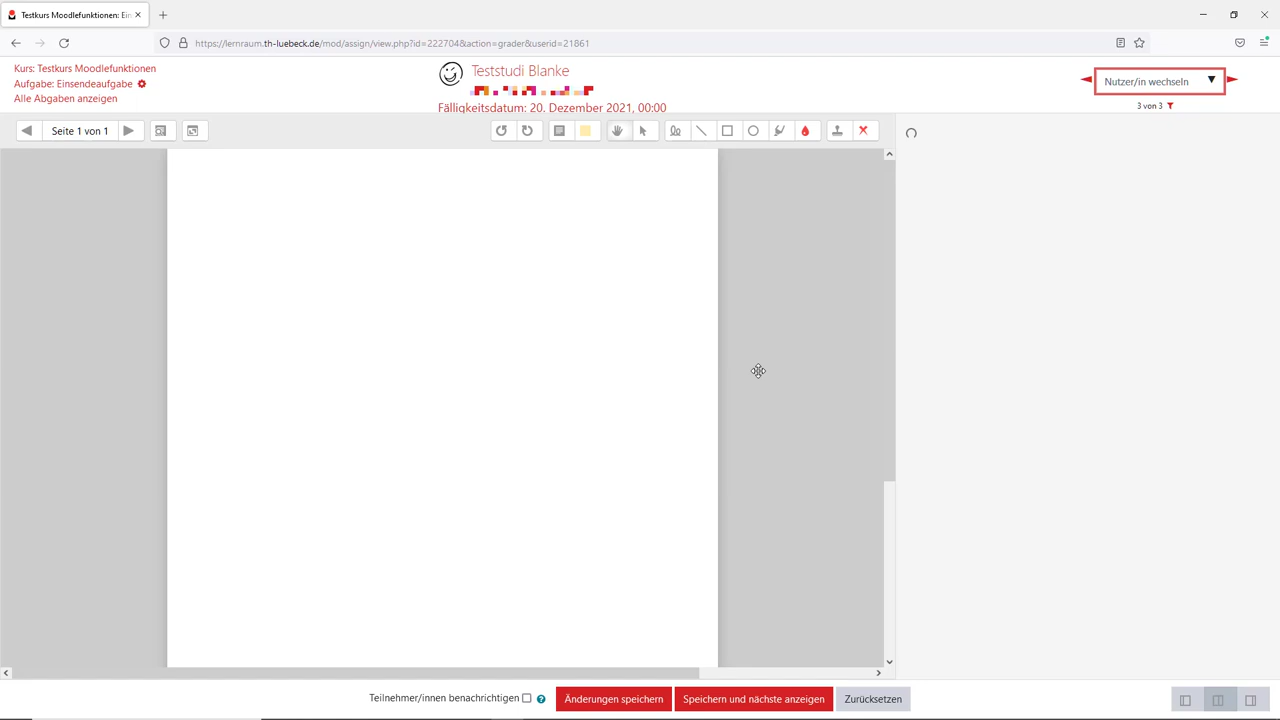 Testkurs Moodlefunktionen: Ein
https://lernraum.th-luebeck.de/mod/assign/view.php?id=222704&action=grader&userid=21861
Kurs: Testkurs Moodlefunktionen
Aufgabe: Einsendeaufgabe
Alle Abgaben anzeigen
Teststudi Blanke
Fälligkeitsdatum: 20. Dezember 2021, 00:00
Nutzer/in wechseln
3 von 3
Seite 1 von 1
Teilnehmer/innen benachrichtigen
Änderungen speichern
Speichern und nächste anzeigen
Zurücksetzen